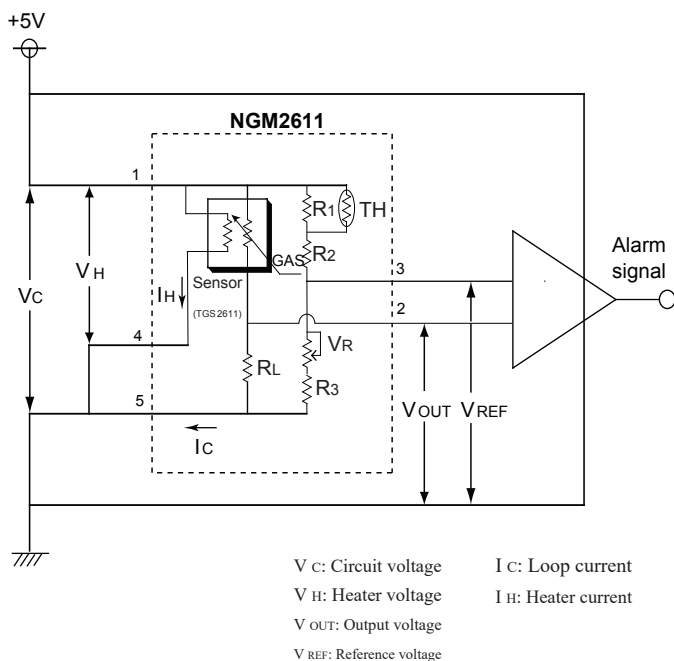 +5V
NGM2611
1
R1
TH
R2
GAS
3
Alarm
signal
VH
VC
IH
Sensor
(TGS2611)
2
4
VR
RL
R3
5
VOUT
VREF
IC
V C: Circuit voltage
I C: Loop current
V H: Heater voltage
I H: Heater current
V OUT: Output voltage
V REF: Reference voltage